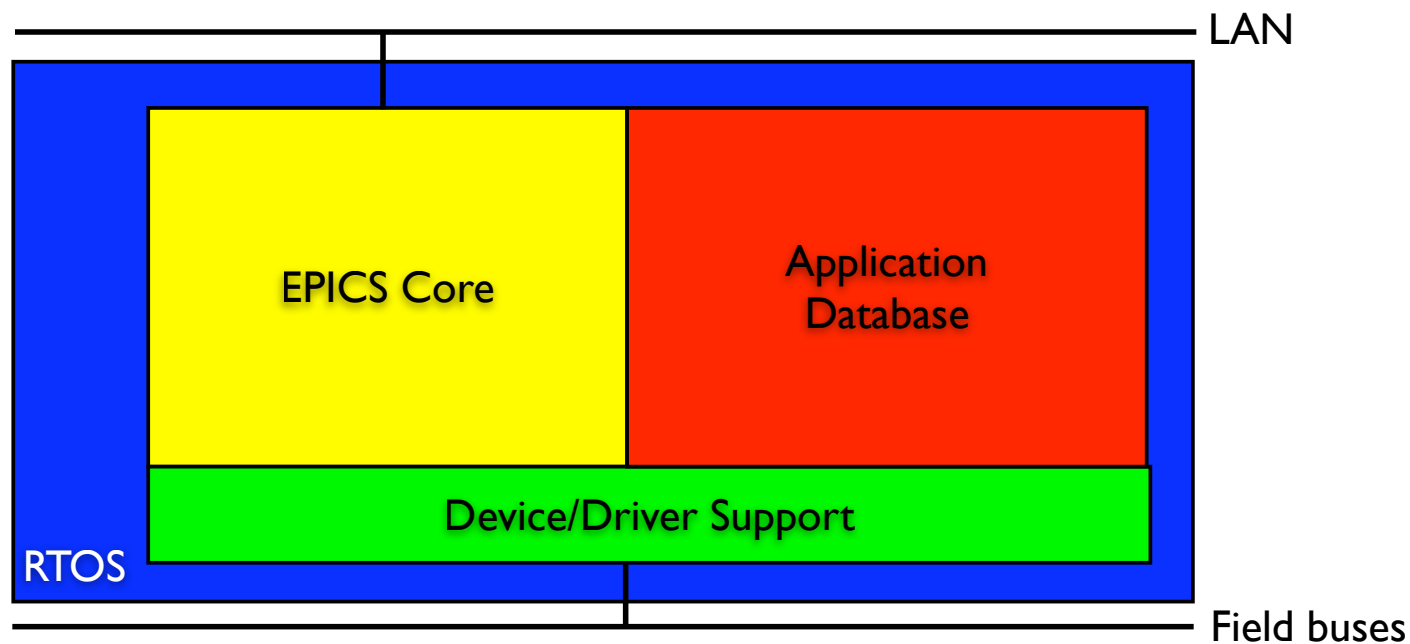 LAN
EPICS Core
Application
Database
Device/Driver Support
RTOS
Field buses